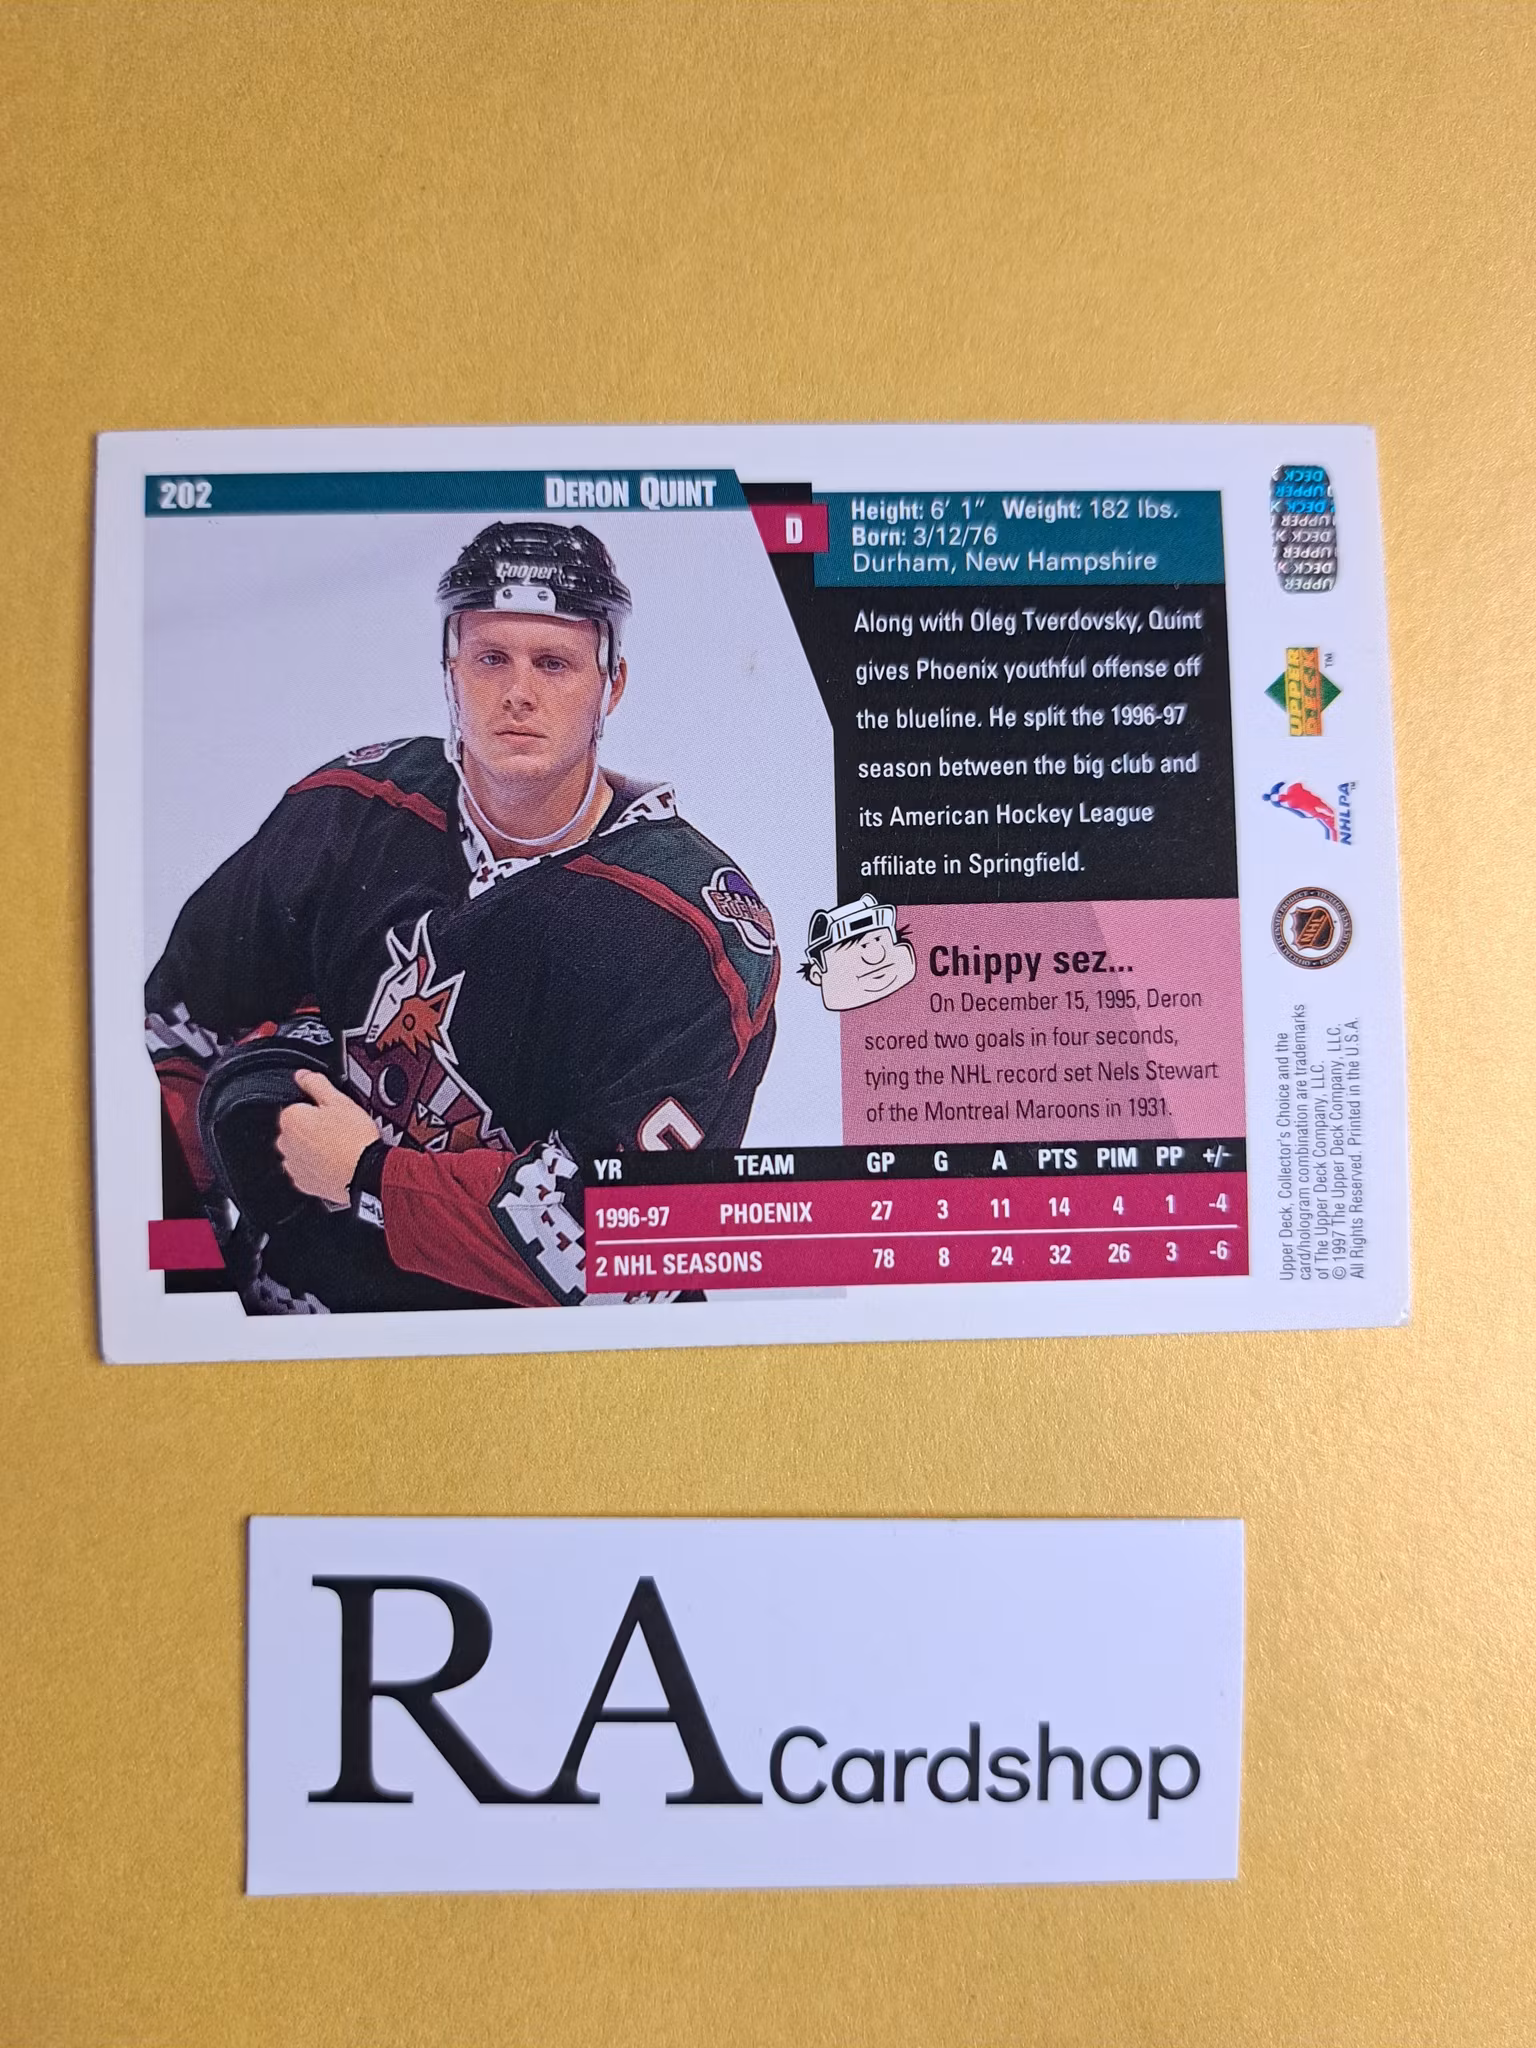 202
DERON QUINT
D
Height: 6' 1" Weight: 182 lbs.
Born: 3/12/76
Durham, New Hampshire
Cooper
Along with Oleg Tverdovsky, Quint
gives Phoenix youthful offense off
the blueline. He split the 1996-97
season between the big club and
its American Hockey League
affiliate in Springfield.
Chippy sez...
On December 15, 1995, Deron
scored two goals in four seconds,
tying the NHL record set Nels Stewart
of the Montreal Maroons in 1931.
YR TEAM GP G A PTS PIM PP +/-
1996-97 PHOENIX 27 3 11 14 4 1 -4
2 NHL SEASONS 78 8 24 32 26 3 -6
UPPER
DECK
UPPER DECK TM
NHLPA
NHL
Upper Deck, Collector's Choice and the
card/hologram combination are trademarks
of The Upper Deck Company, LLC.
© 1997 The Upper Deck Company, LLC.
All Rights Reserved. Printed in the U.S.A.
RA Cardshop